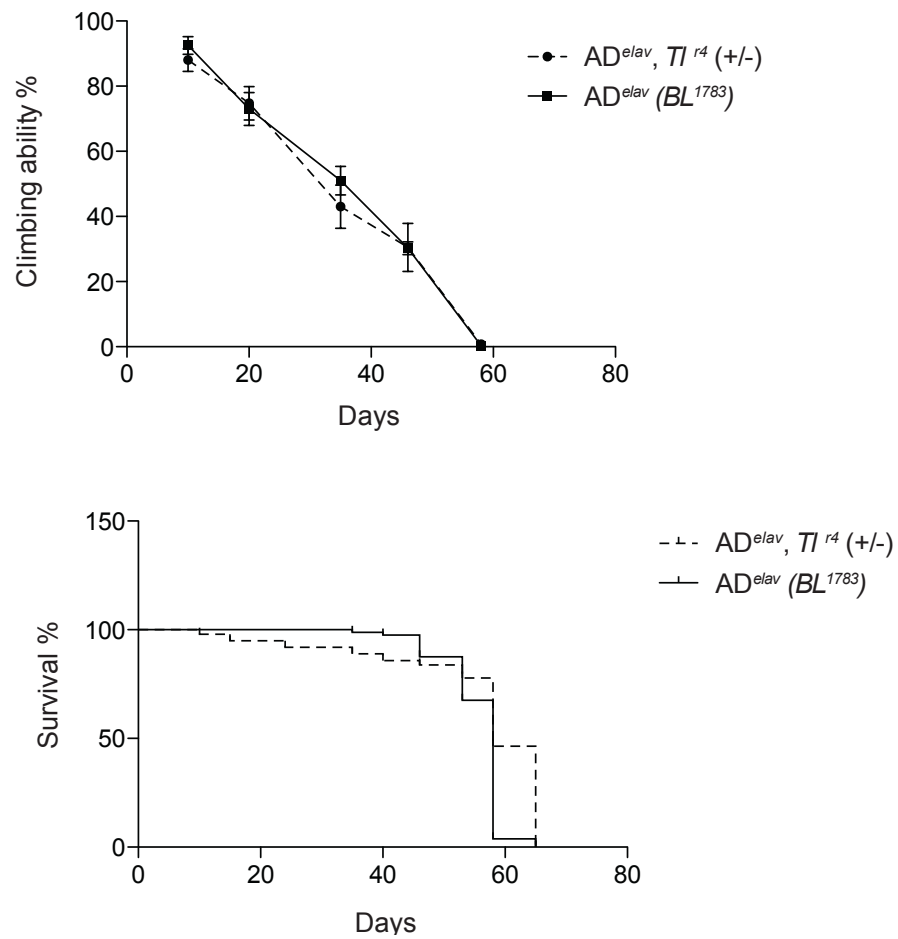 100
80
60
40
20
0
Climbing ability %
0 20 40 60 80
Days
AD^elav, Tl^r4 (+/-)
AD^elav (BL^1783)
150
100
50
0
Survival %
0 20 40 60 80
Days
AD^elav, Tl^r4 (+/-)
AD^elav (BL^1783)